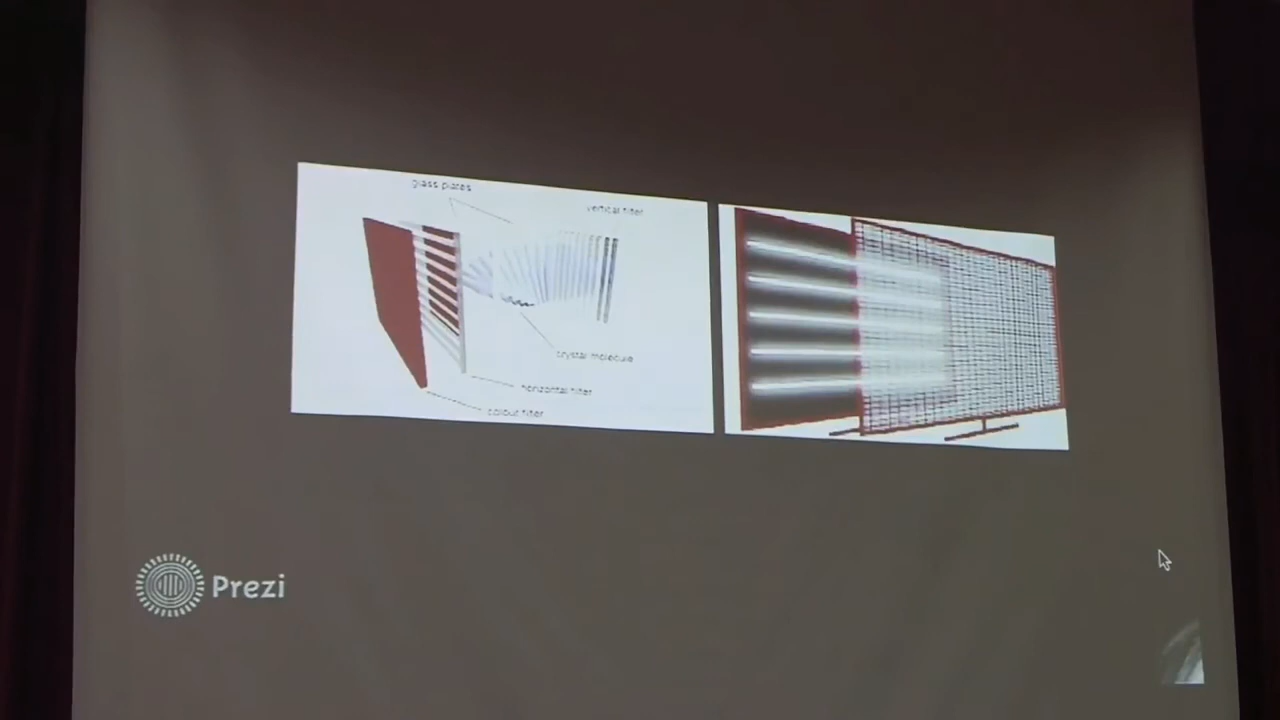 glass plates
vertical filter
crystal molecule
horizontal filter
colour filter
Prezi